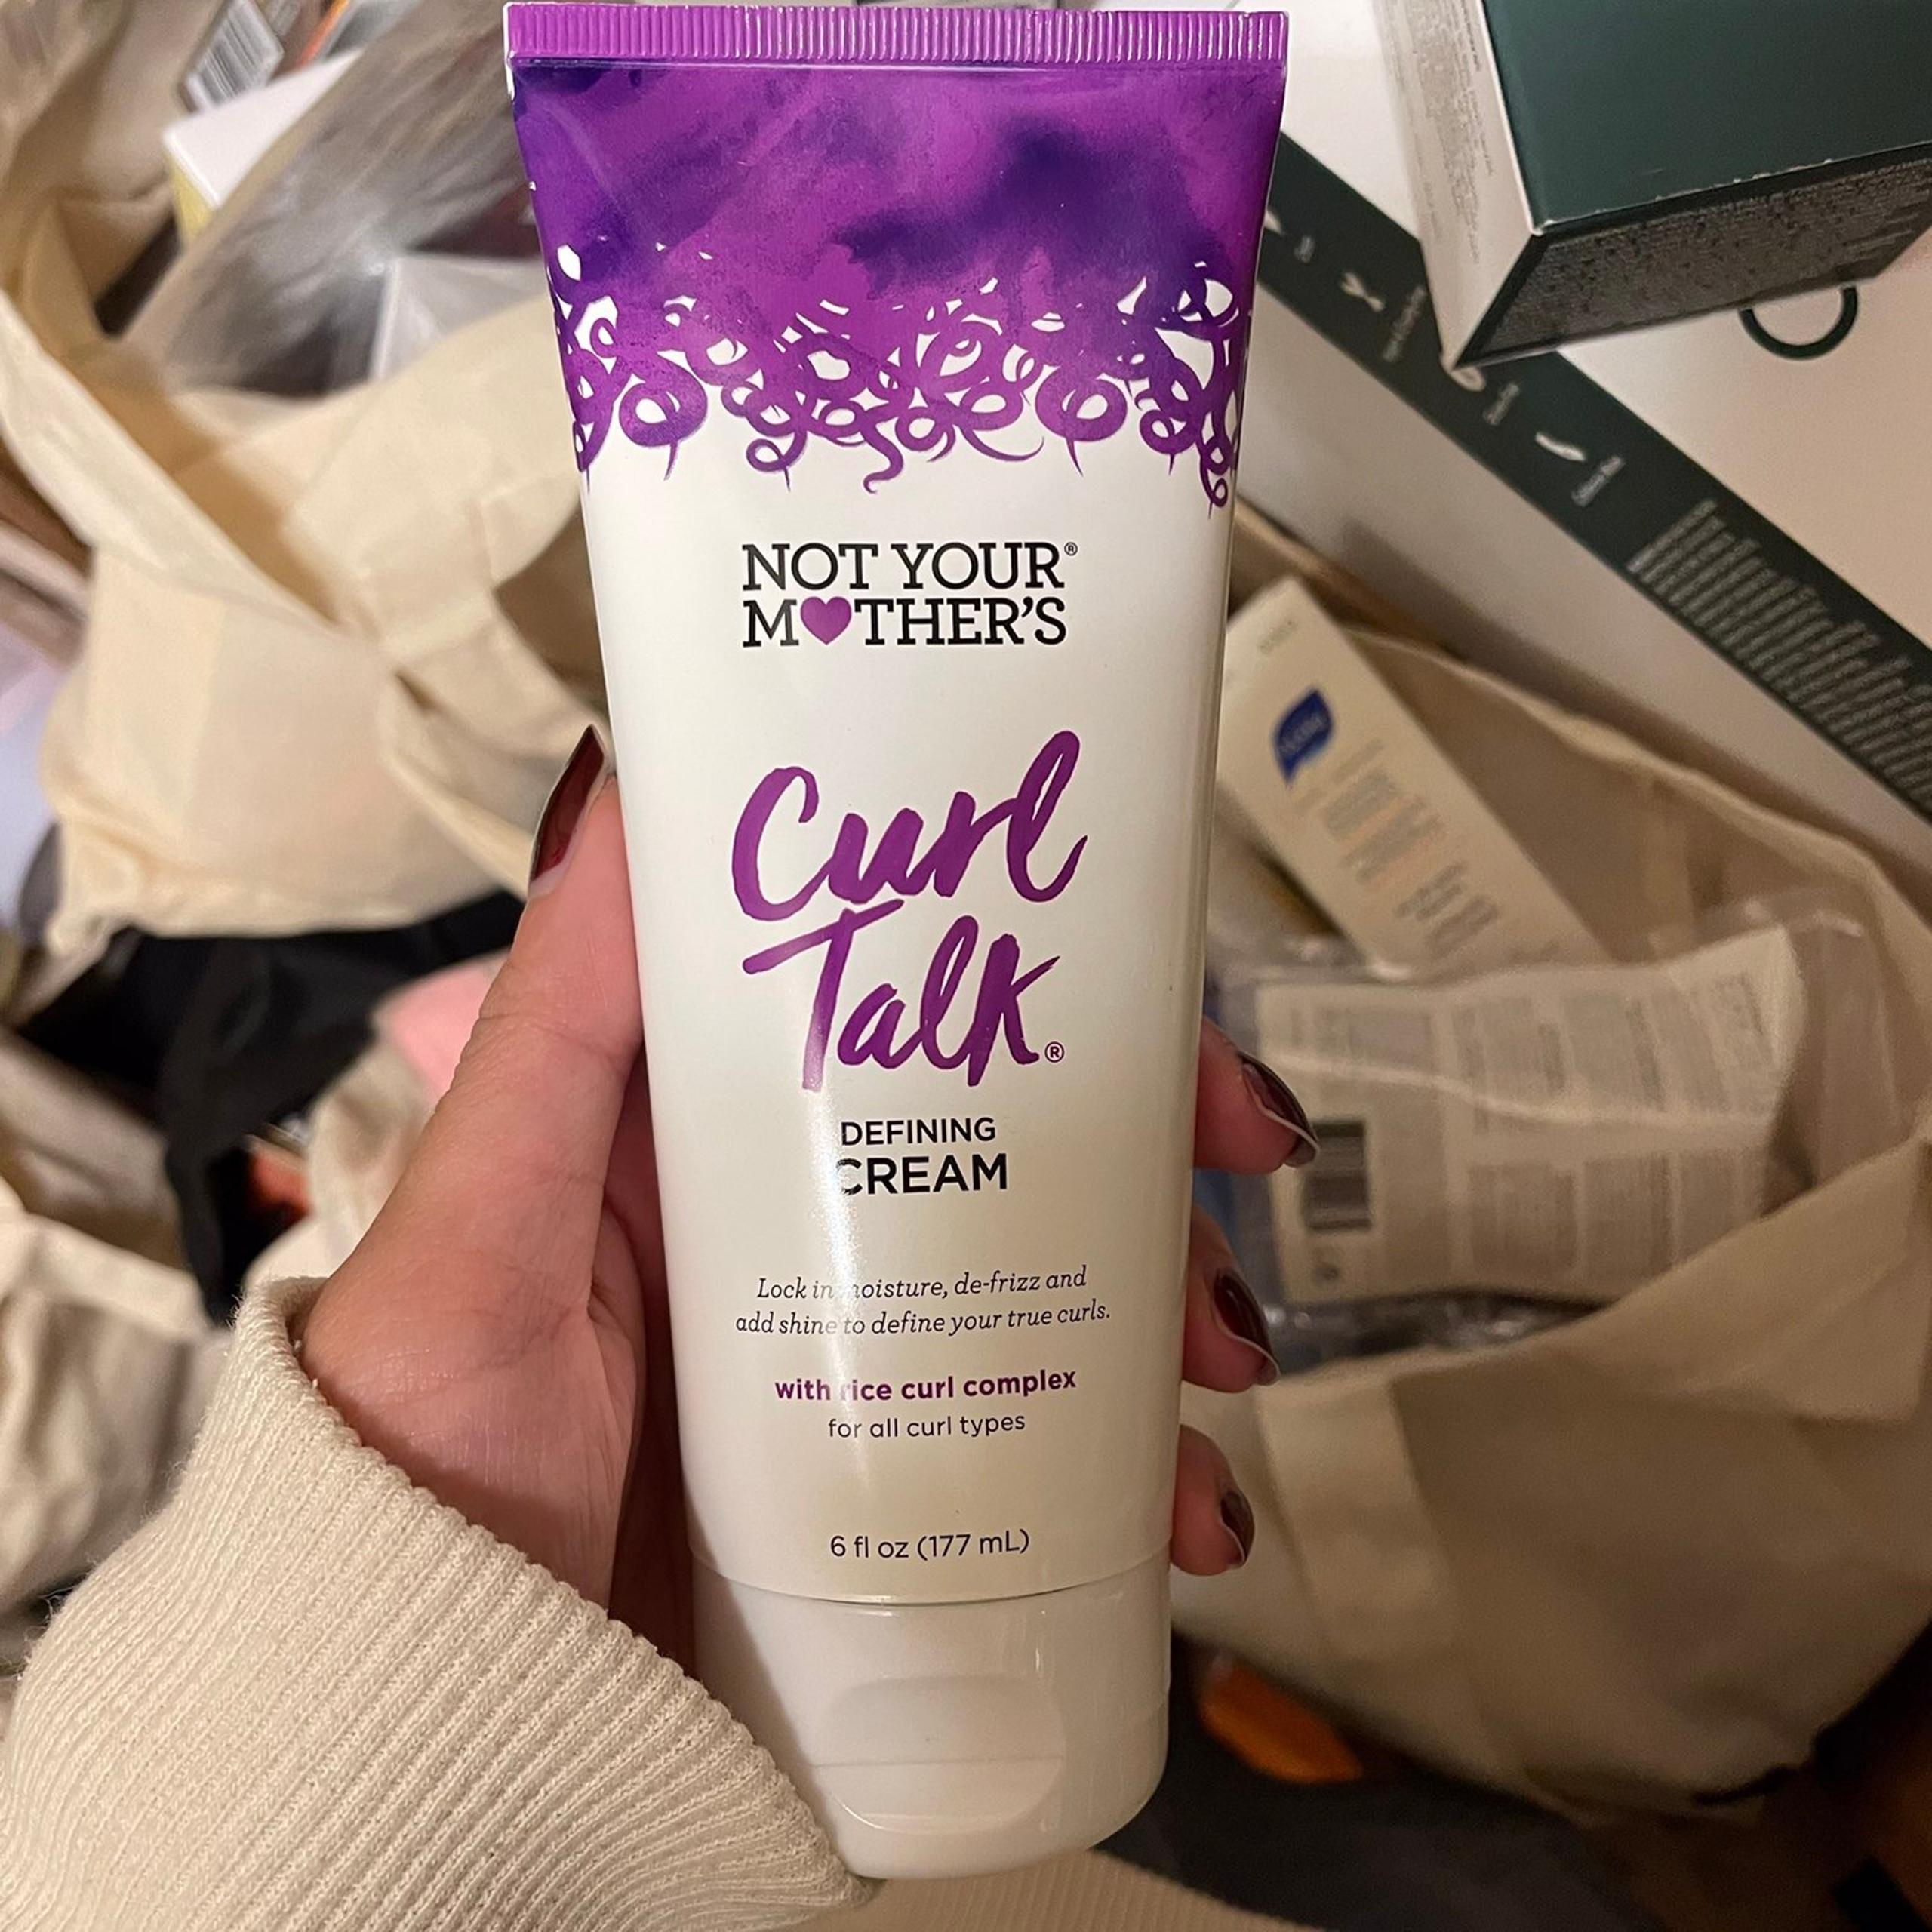 NOT YOUR®
M♥THER'S
Curl
Talk®
DEFINING
CREAM
Lock in moisture, de-frizz and
add shine to define your true curls.
with rice curl complex
for all curl types
6 fl oz (177 mL)